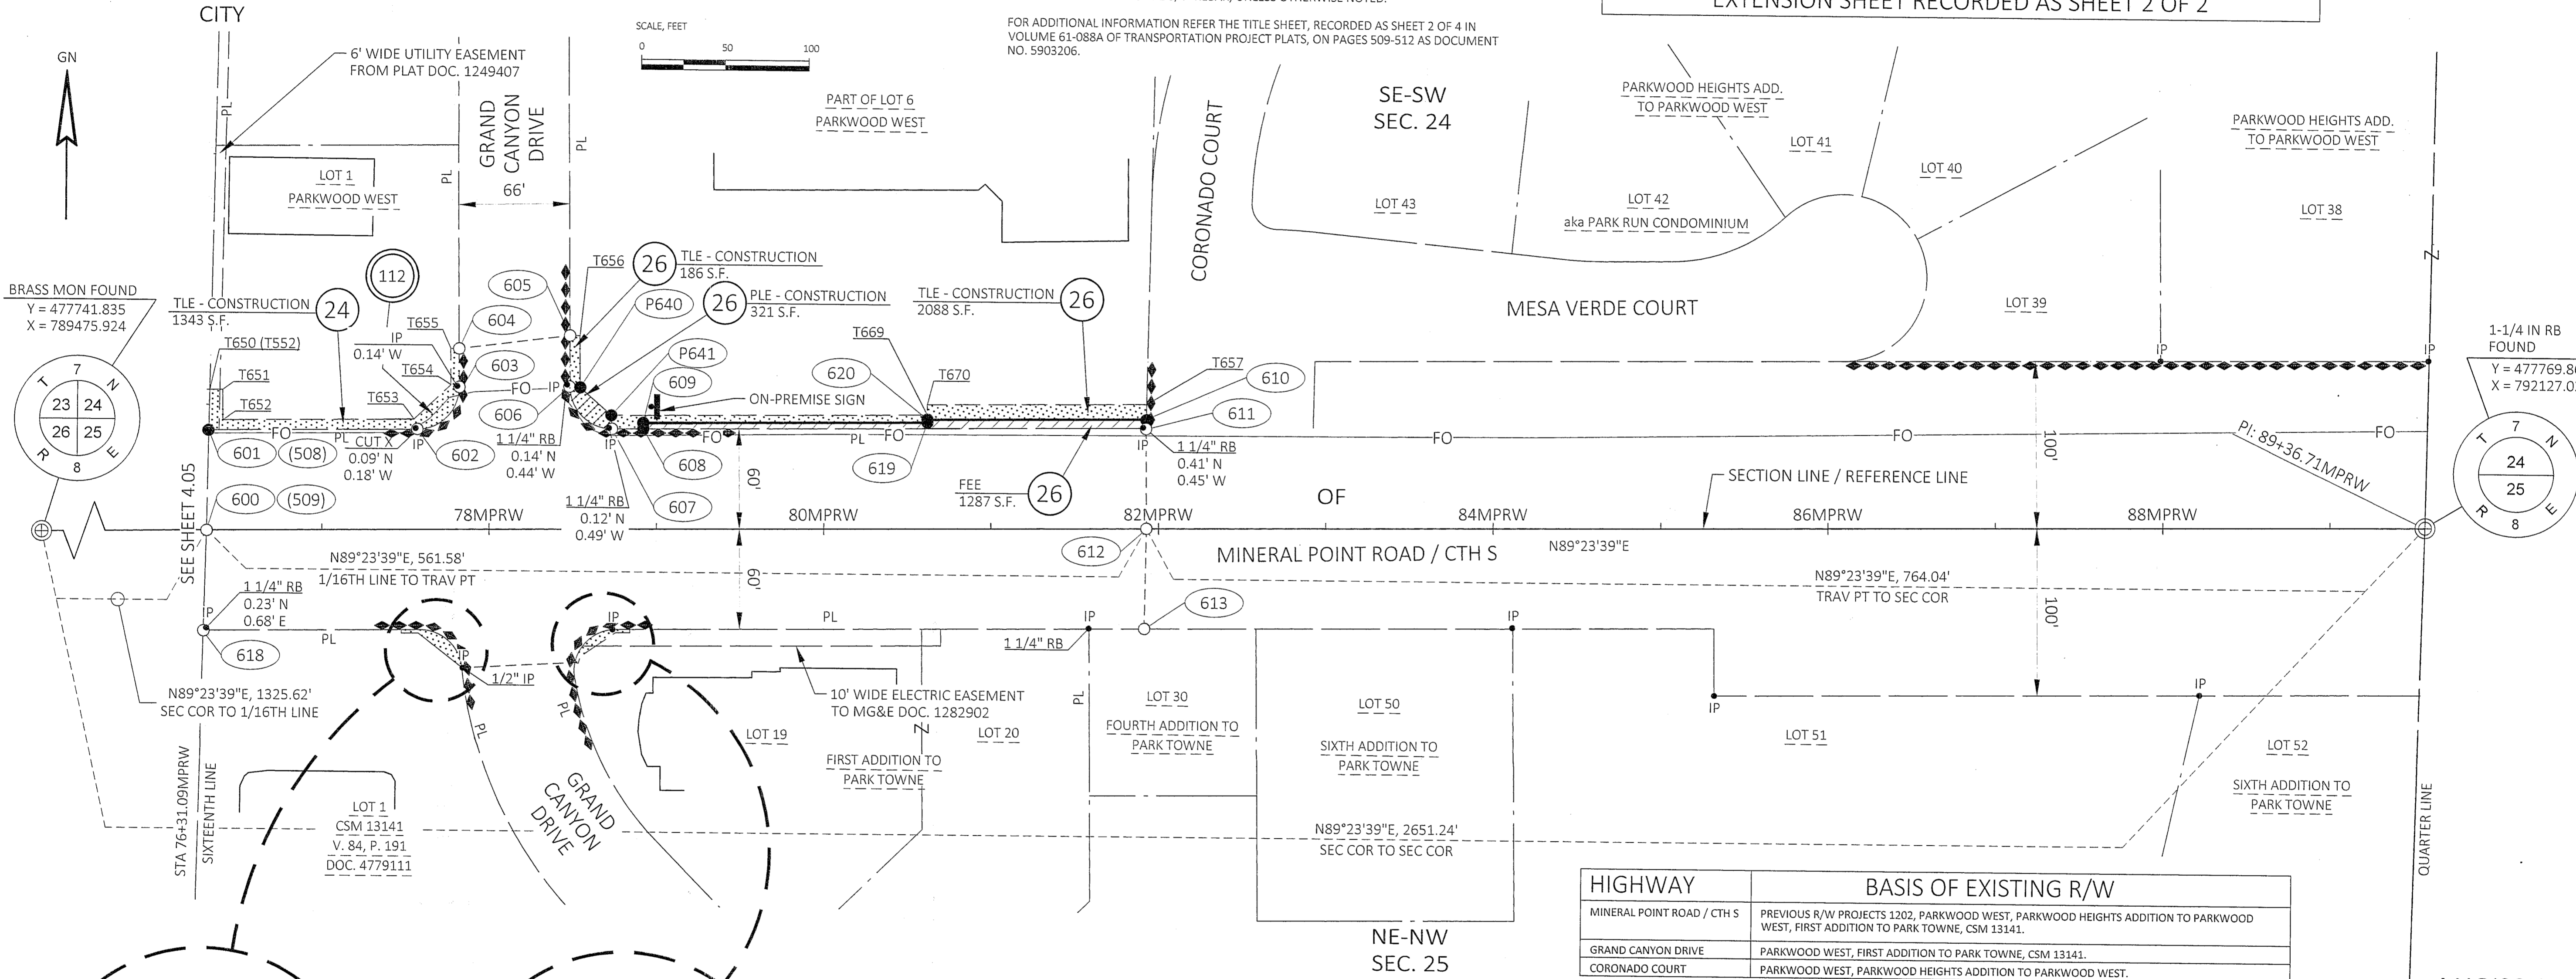 CITY
EXTENSION SHEET RECORDED AS SHEET 2 OF 2
SCALE, FEET
0 50 100
FOR ADDITIONAL INFORMATION REFER THE TITLE SHEET, RECORDED AS SHEET 2 OF 4 IN
VOLUME 61-088A OF TRANSPORTATION PROJECT PLATS, ON PAGES 509-512 AS DOCUMENT
NO. 5903206.
GN
6' WIDE UTILITY EASEMENT
FROM PLAT DOC. 1249407
PL
PL
PL
GRAND
CANYON
DRIVE
66'
LOT 1
PARKWOOD WEST
PART OF LOT 6
PARKWOOD WEST
CORONADO COURT
SE-SW
SEC. 24
PARKWOOD HEIGHTS ADD.
TO PARKWOOD WEST
LOT 41
LOT 40
PARKWOOD HEIGHTS ADD.
TO PARKWOOD WEST
LOT 38
LOT 43
LOT 42
aka PARK RUN CONDOMINIUM
Z
MESA VERDE COURT
LOT 39
BRASS MON FOUND
Y = 477741.835
X = 789475.924
7
T N
23 24
26 25
R E
8
TLE - CONSTRUCTION
1343 S.F.
24
112
605
T656
26
TLE - CONSTRUCTION
186 S.F.
P640
26
PLE - CONSTRUCTION
321 S.F.
TLE - CONSTRUCTION
2088 S.F.
26
T650 (T552)
T651
T652
T655
604
IP
0.14' W
603
T654
T653
FO
IP
606
P641
609
ON-PREMISE SIGN
T669
620
T670
T657
610
611
IP
IP
1-1/4 IN RB
FOUND
Y = 477769.8
X = 792127.0
7
T N
24
25
R E
8
FO
PL
CUT X
0.09' N
0.18' W
IP
602
601
(508)
1 1/4" RB
0.14' N
0.44' W
IP
FO
PL
FO
608
619
IP
1 1/4" RB
0.41' N
0.45' W
FO
FO
FO
100'
PI: 89+36.71MPRW
SEE SHEET 4.05
600
(509)
1 1/4" RB
0.12' N
0.49' W
607
60'
FEE
1287 S.F.
26
OF
SECTION LINE / REFERENCE LINE
78MPRW
80MPRW
82MPRW
84MPRW
86MPRW
88MPRW
612
MINERAL POINT ROAD / CTH S
N89°23'39"E
N89°23'39"E, 561.58'
1/16TH LINE TO TRAV PT
60'
N89°23'39"E, 764.04'
TRAV PT TO SEC COR
1 1/4" RB
0.23' N
0.68' E
IP
613
100'
618
PL
IP
PL
IP
IP
1 1/4" RB
IP
1/2" IP
N89°23'39"E, 1325.62'
SEC COR TO 1/16TH LINE
PL
PL
10' WIDE ELECTRIC EASEMENT
TO MG&E DOC. 1282902
PL
LOT 30
FOURTH ADDITION TO
PARK TOWNE
LOT 50
SIXTH ADDITION TO
PARK TOWNE
IP
IP
LOT 19
Z
LOT 20
FIRST ADDITION TO
PARK TOWNE
LOT 51
LOT 52
SIXTH ADDITION TO
PARK TOWNE
STA 76+31.09MPRW
SIXTEENTH LINE
LOT 1
CSM 13141
V. 84, P. 191
DOC. 4779111
GRAND
CANYON
DRIVE
N89°23'39"E, 2651.24'
SEC COR TO SEC COR
QUARTER LINE
NE-NW
SEC. 25
HIGHWAY BASIS OF EXISTING R/W
MINERAL POINT ROAD / CTH S PREVIOUS R/W PROJECTS 1202, PARKWOOD WEST, PARKWOOD HEIGHTS ADDITION TO PARKWOOD
WEST, FIRST ADDITION TO PARK TOWNE, CSM 13141.
GRAND CANYON DRIVE PARKWOOD WEST, FIRST ADDITION TO PARK TOWNE, CSM 13141.
CORONADO COURT PARKWOOD WEST, PARKWOOD HEIGHTS ADDITION TO PARKWOOD WEST.